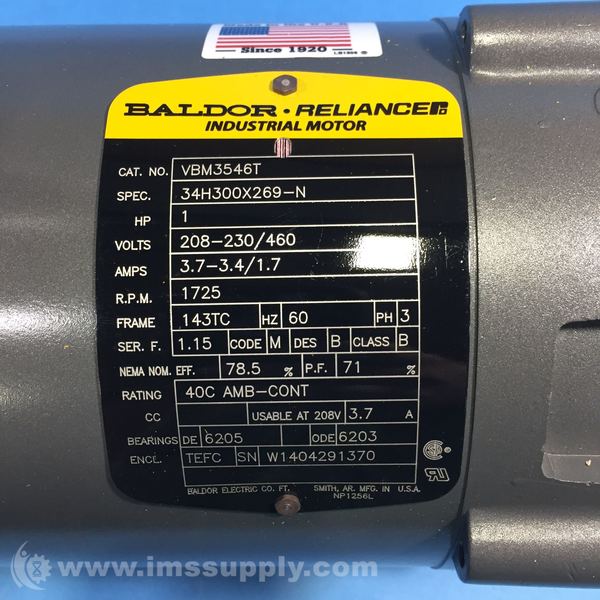 Since 1920
BALDOR • RELIANCE
INDUSTRIAL MOTOR
CAT. NO. VBM3546T
SPEC. 34H300X269-N
HP 1
VOLTS 208-230/460
AMPS 3.7-3.4/1.7
R.P.M. 1725
FRAME 143TC HZ 60 PH 3
SER. F. 1.15 CODE M DES B CLASS B
NEMA NOM. EFF. 78.5 % P.F. 71 %
RATING 40C AMB-CONT
CC USABLE AT 208V 3.7 A
BEARINGS DE 6205 ODE 6203
ENCL. TEFC SN W1404291370
BALDOR ELECTRIC CO. FT. SMITH, AR. MFG. IN U.S.A.
NP1256L
© www.imssupply.com